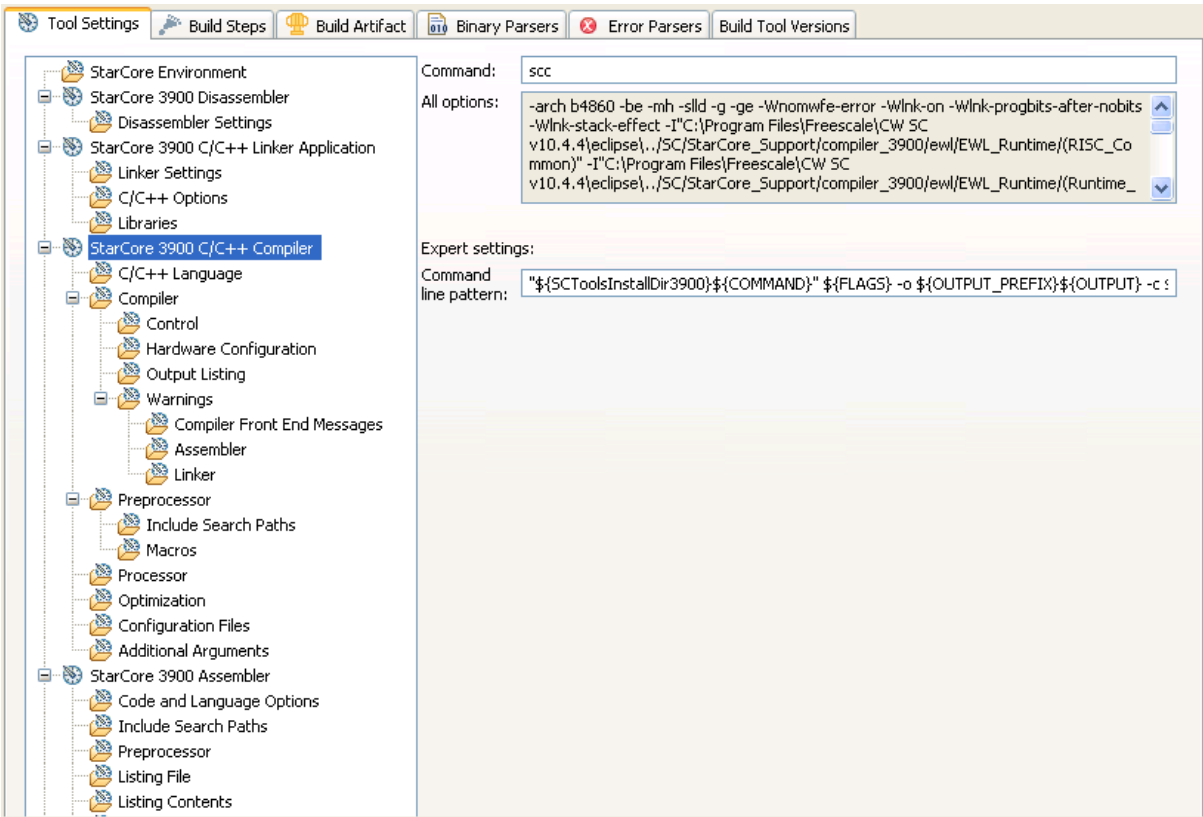 Tool Settings Build Steps Build Artifact Binary Parsers Error Parsers Build Tool Versions
StarCore Environment
StarCore 3900 Disassembler
Disassembler Settings
StarCore 3900 C/C++ Linker Application
Linker Settings
C/C++ Options
Libraries
StarCore 3900 C/C++ Compiler
C/C++ Language
Compiler
Control
Hardware Configuration
Output Listing
Warnings
Compiler Front End Messages
Assembler
Linker
Preprocessor
Include Search Paths
Macros
Processor
Optimization
Configuration Files
Additional Arguments
StarCore 3900 Assembler
Code and Language Options
Include Search Paths
Preprocessor
Listing File
Listing Contents
Command: scc
All options:
-arch b4860 -be -mh -slld -g -ge -Wnomwfe-error -Wlnk-on -Wlnk-progbits-after-nobits
-Wlnk-stack-effect -I"C:\Program Files\Freescale\CW SC
v10.4.4\eclipse\../SC/StarCore_Support/compiler_3900/ewl/EWL_Runtime/(RISC_Co
mmon)" -I"C:\Program Files\Freescale\CW SC
v10.4.4\eclipse\../SC/StarCore_Support/compiler_3900/ewl/EWL_Runtime/(Runtime_
Expert settings:
Command
line pattern: "${SCToolsInstallDir3900}${COMMAND}" ${FLAGS} -o ${OUTPUT_PREFIX}${OUTPUT} -c